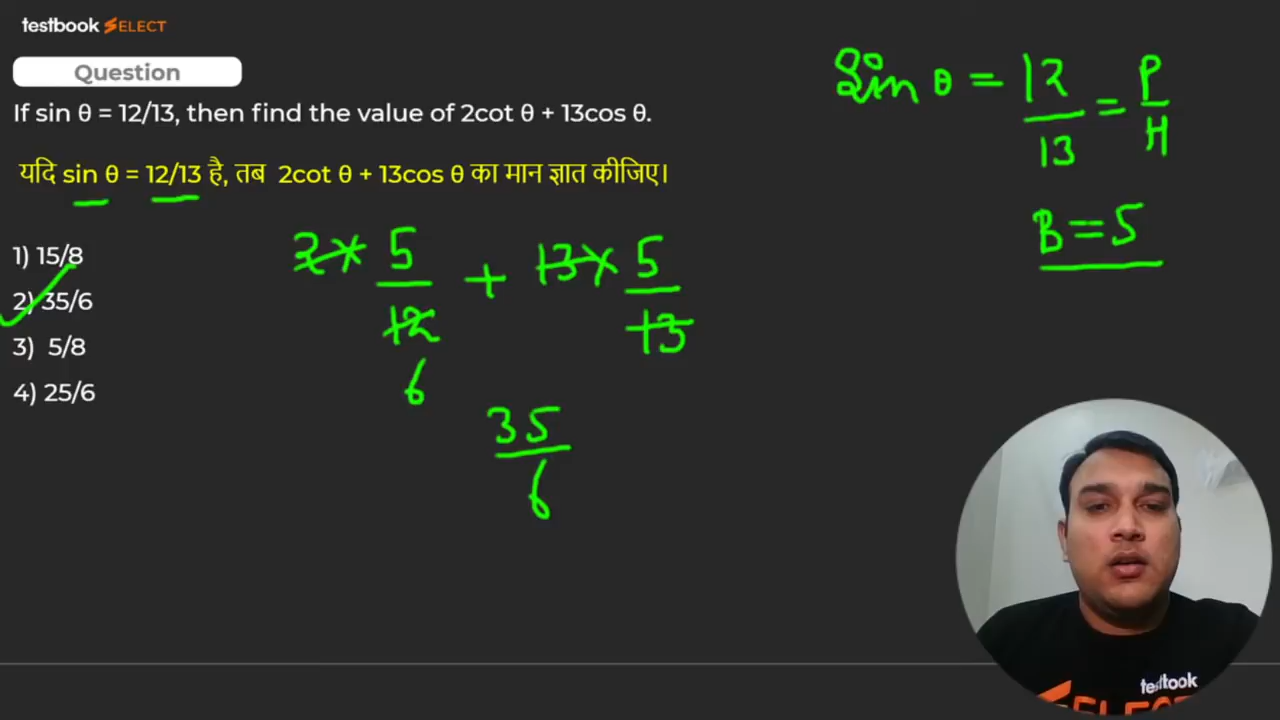 testbook SELECT
Question
If sin θ = 12/13, then find the value of 2cot θ + 13cos θ.
यदि sin θ = 12/13 है, तब 2cot θ + 13cos θ का मान ज्ञात कीजिए।
1) 15/8
2) 35/6
3) 5/8
4) 25/6
Sin θ = 12/13 = P/H
B = 5
2 × 5/12 + 13 × 5/13
6
35/6
testbook
SELECT